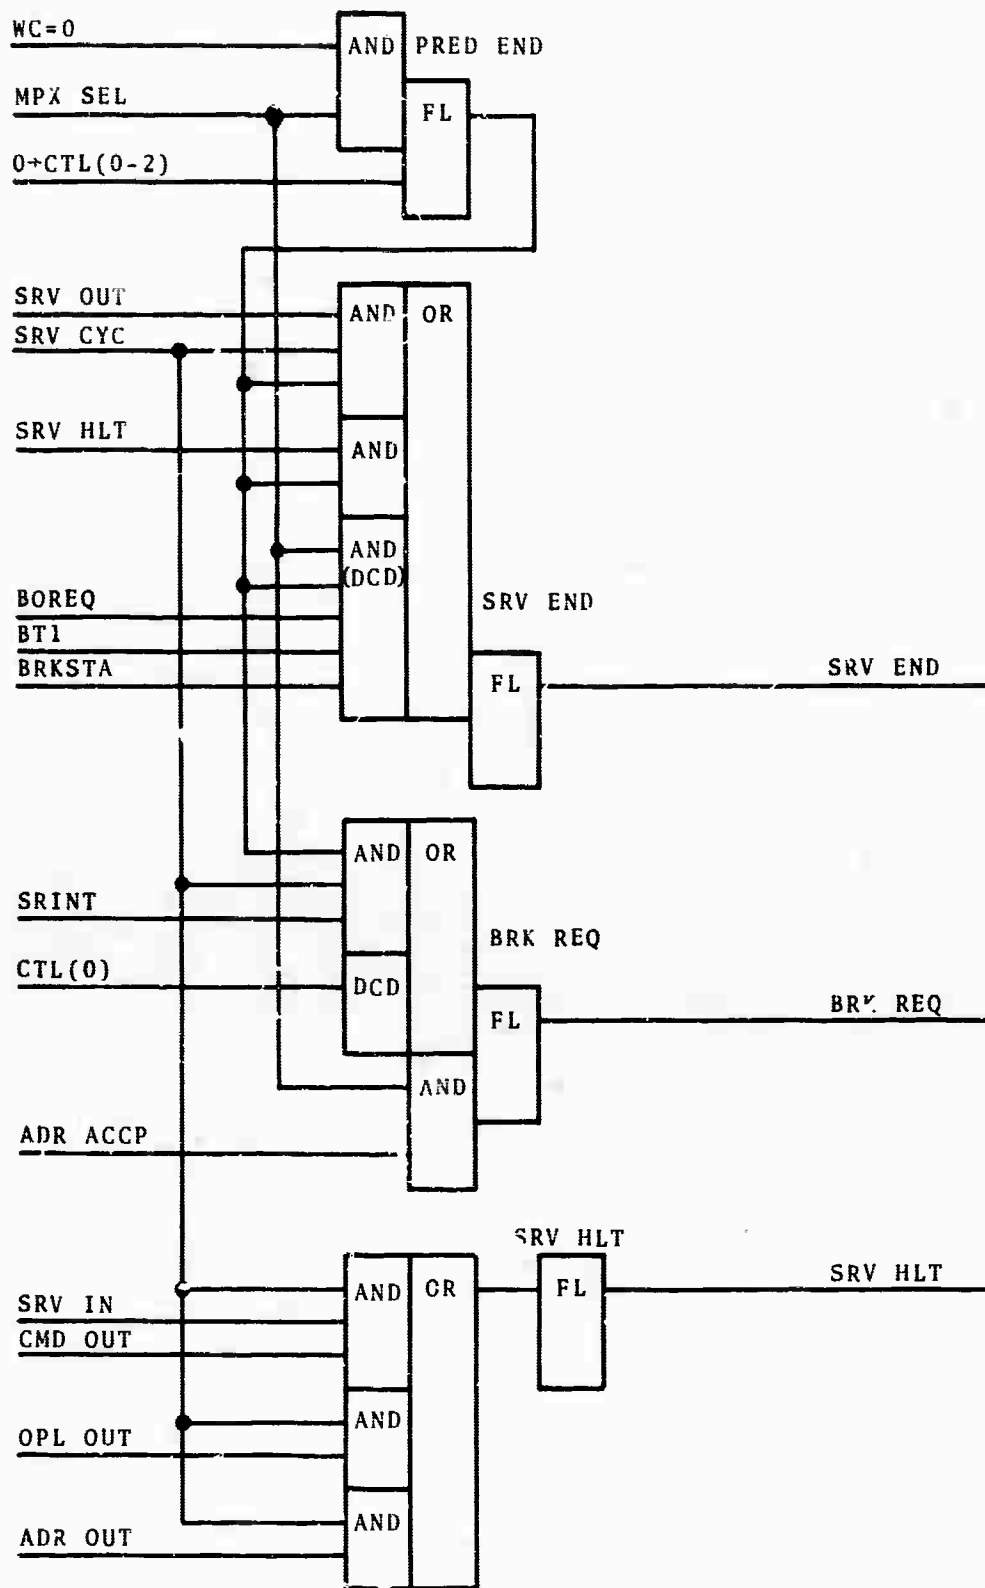 WC=0
AND PRED END
MPX SEL
FL
0→CTL(0-2)
SRV OUT
AND OR
SRV CYC
SRV HLT
AND
AND
(DCD)
BOREQ
SRV END
BT1
BRKSTA
FL
SRV END
AND OR
SRINT
BRK REQ
CTL(0)
DCD
FL
BRK REQ
AND
ADR ACCP
SRV HLT
AND OR
FL
SRV HLT
SRV IN
CMD OUT
AND
OPL OUT
AND
ADR OUT